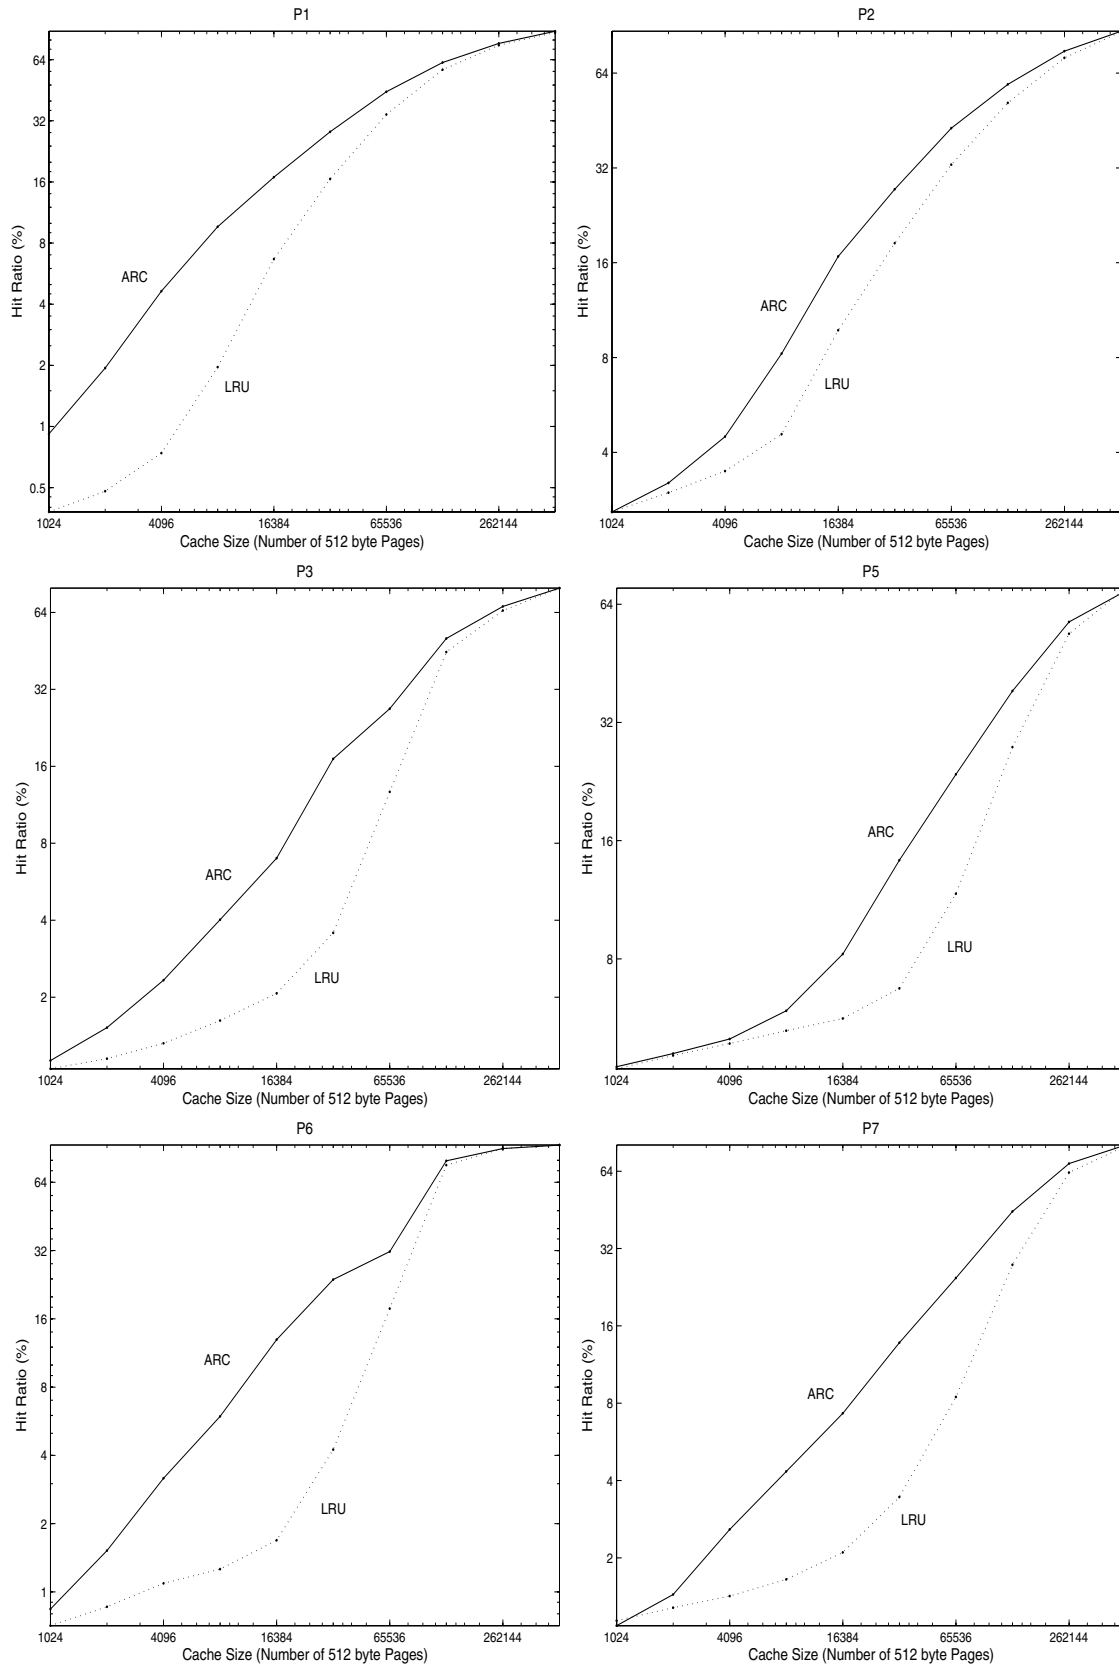 P1
64
32
16
8
4
2
1
0.5
Hit Ratio (%)
ARC
LRU
1024 4096 16384 65536 262144
Cache Size (Number of 512 byte Pages)
P2
64
32
16
8
4
Hit Ratio (%)
ARC
LRU
1024 4096 16384 65536 262144
Cache Size (Number of 512 byte Pages)
P3
64
32
16
8
4
2
Hit Ratio (%)
ARC
LRU
1024 4096 16384 65536 262144
Cache Size (Number of 512 byte Pages)
P5
64
32
16
8
Hit Ratio (%)
ARC
LRU
1024 4096 16384 65536 262144
Cache Size (Number of 512 byte Pages)
P6
64
32
16
8
4
2
1
Hit Ratio (%)
ARC
LRU
1024 4096 16384 65536 262144
Cache Size (Number of 512 byte Pages)
P7
64
32
16
8
4
2
Hit Ratio (%)
ARC
LRU
1024 4096 16384 65536 262144
Cache Size (Number of 512 byte Pages)